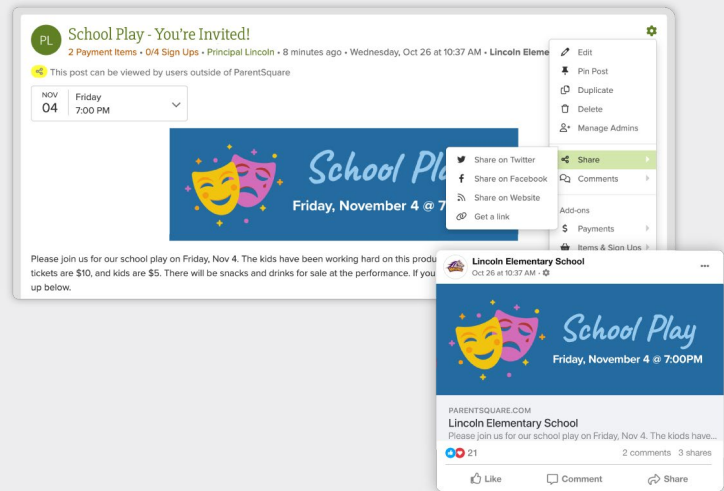 PL
School Play - You're Invited!
2 Payment Items • 0/4 Sign Ups • Principal Lincoln • 8 minutes ago • Wednesday, Oct 26 at 10:37 AM • Lincoln Eleme
This post can be viewed by users outside of ParentSquare
NOV
04
Friday
7:00 PM
School Pl
Friday, November 4 @ 7
Edit
Pin Post
Duplicate
Delete
Manage Admins
Share
Comments
Add-ons
Payments
Items & Sign Ups
Share on Twitter
Share on Facebook
Share on Website
Get a link
Please join us for our school play on Friday, Nov 4. The kids have been working hard on this produ
tickets are $10, and kids are $5. There will be snacks and drinks for sale at the performance. If you
up below.
Lincoln Elementary School
Oct 26 at 10:37 AM •
School Play
Friday, November 4 @ 7:00PM
PARENTSQUARE.COM
Lincoln Elementary School
Please join us for our school play on Friday, Nov 4. The kiods have...
21
2 comments 3 shares
Like
Comment
Share